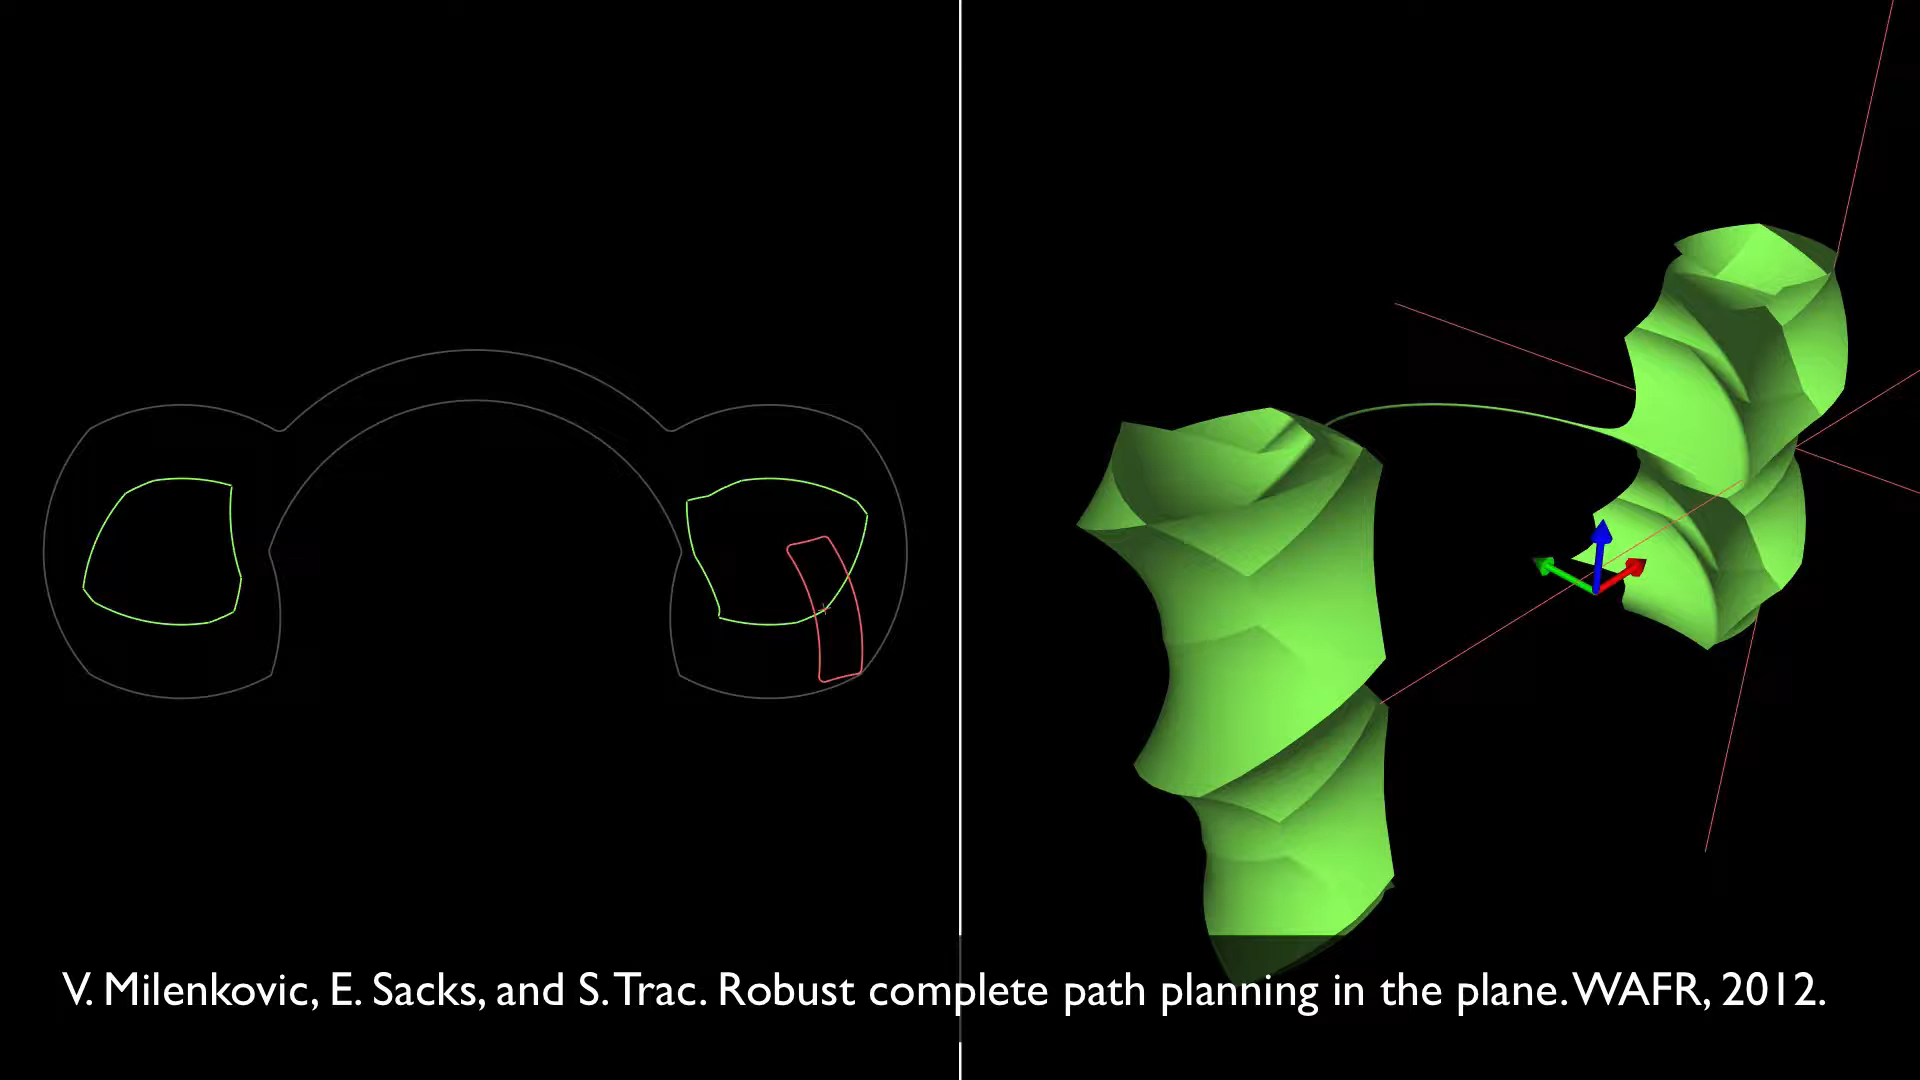 V. Milenkovic, E. Sacks, and S. Trac. Robust complete path planning in the plane. WAFR, 2012.